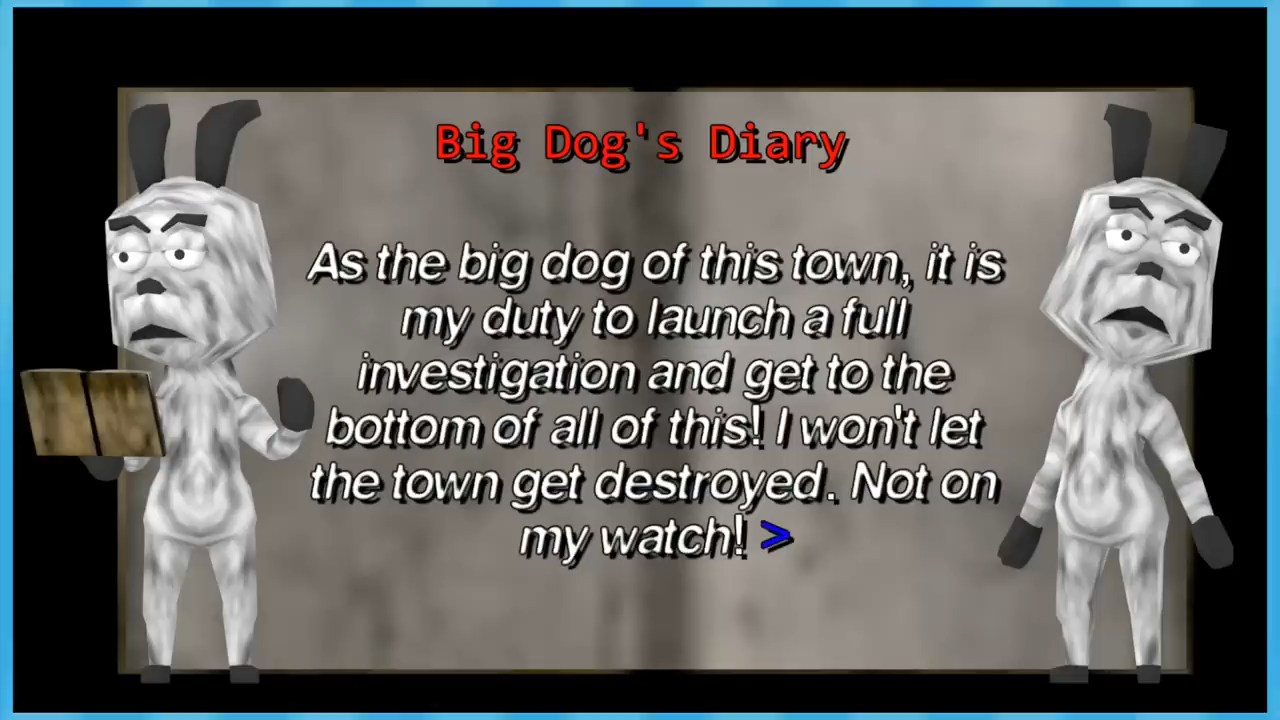 Big Dog's Diary
As the big dog of this town, it is
my duty to launch a full
investigation and get to the
bottom of all of this! I won't let
the town get destroyed. Not on
my watch! >